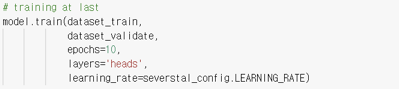 # training at last
model.train(dataset_train,
            dataset_validate,
            epochs=10,
            layers='heads',
            learning_rate=severstal_config.LEARNING_RATE)